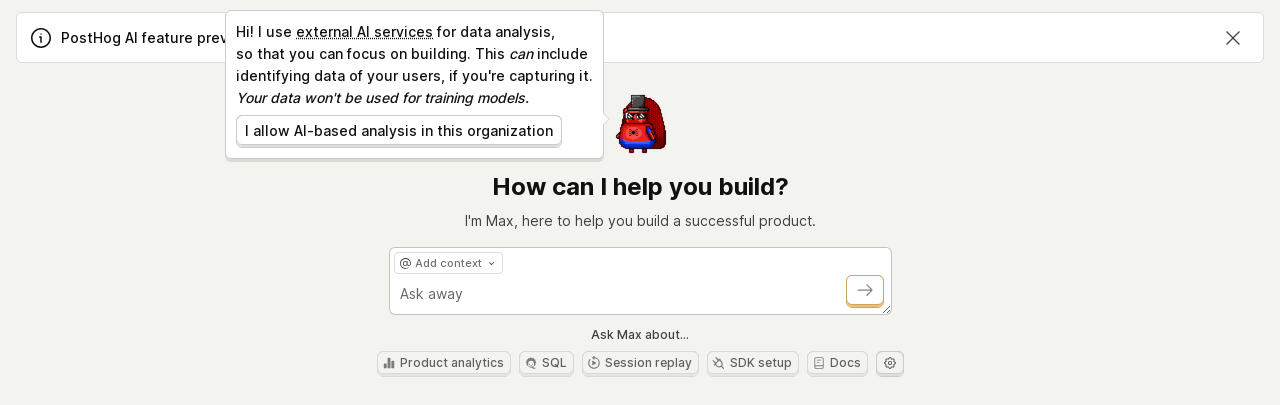 PostHog AI feature prev
Hi! I use external AI services for data analysis,
so that you can focus on building. This can include
identifying data of your users, if you're capturing it.
Your data won't be used for training models.
I allow AI-based analysis in this organization
How can I help you build?
I'm Max, here to help you build a successful product.
@ Add context
Ask away
Ask Max about...
Product analytics
SQL
Session replay
SDK setup
Docs